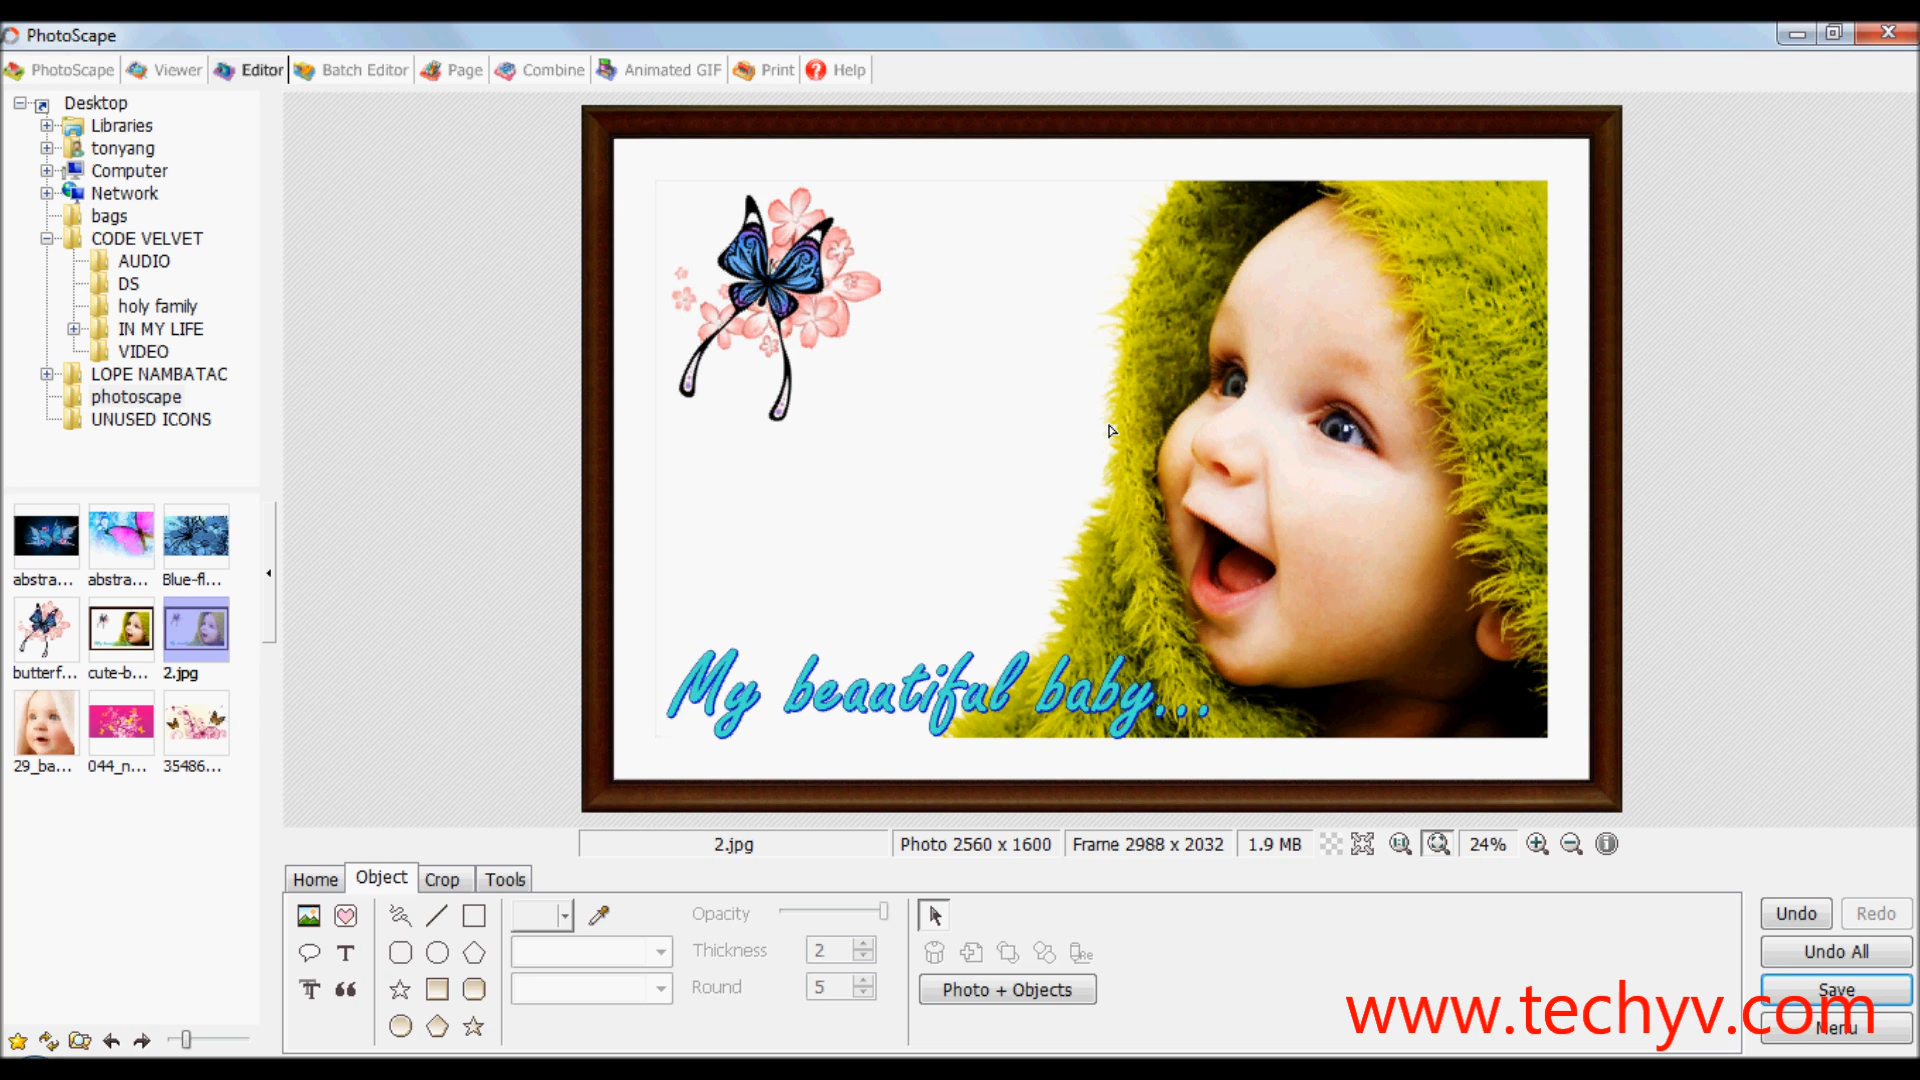 PhotoScape
PhotoScape Viewer Editor Batch Editor Page Combine Animated GIF Print Help
Desktop
Libraries
tonyang
Computer
Network
bags
CODE VELVET
AUDIO
DS
holy family
IN MY LIFE
VIDEO
LOPE NAMBATAC
photoscape
UNUSED ICONS
abstra... abstra... Blue-fl...
butterf... cute-b... 2.jpg
29_ba... 044_n... 35486...
My beautiful baby...
2.jpg Photo 2560 x 1600 Frame 2988 x 2032 1.9 MB 24%
Home Object Crop Tools
Opacity
Thickness 2
Round 5
Photo + Objects
Undo Redo
Undo All
Save
Menu
www.techyv.com